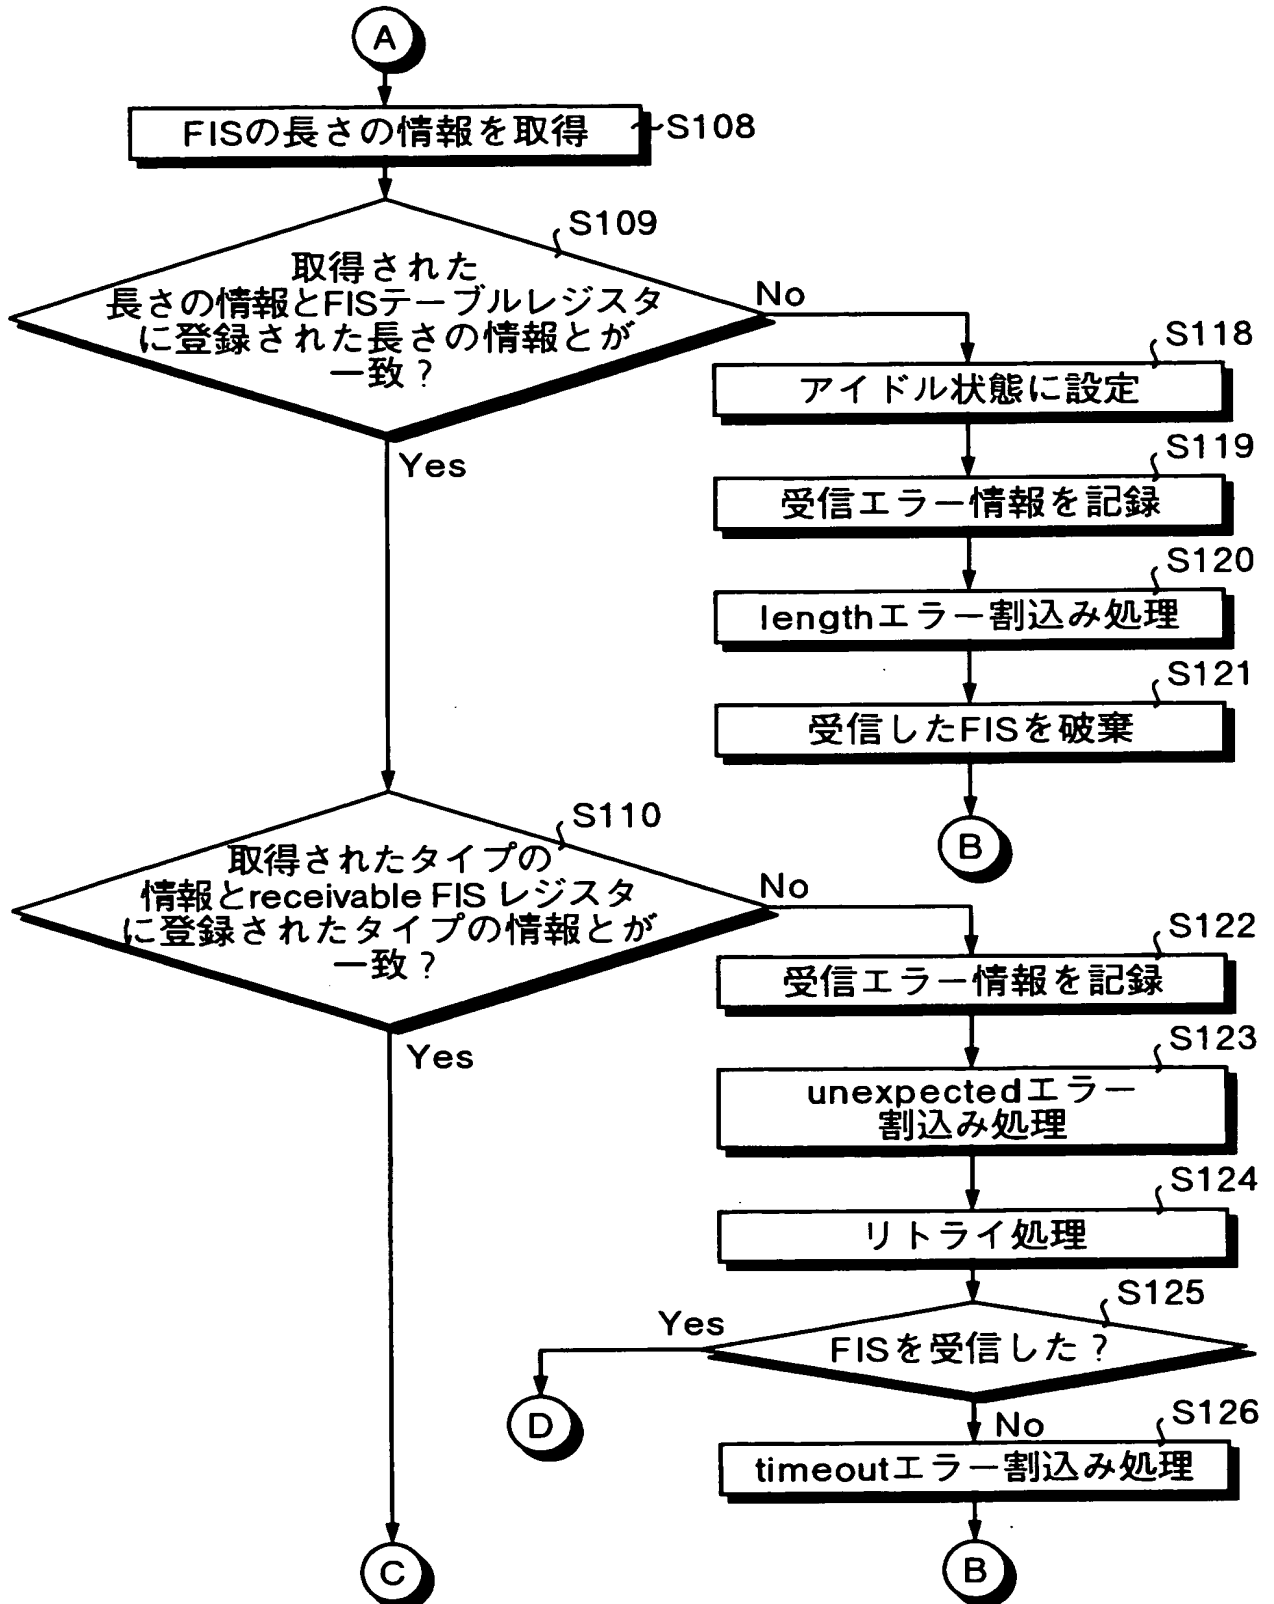 A
FISの長さの情報を取得
S108
S109
取得された
長さの情報とFISテーブルレジスタ
に登録された長さの情報とが
一致？
No
Yes
S118
アイドル状態に設定
S119
受信エラー情報を記録
S120
lengthエラー割込み処理
S121
受信したFISを破棄
B
S110
取得されたタイプの
情報とreceivable FIS レジスタ
に登録されたタイプの情報とが
一致？
No
Yes
S122
受信エラー情報を記録
S123
unexpectedエラー
割込み処理
S124
リトライ処理
S125
FISを受信した？
Yes
D
No
S126
timeoutエラー割込み処理
C
B